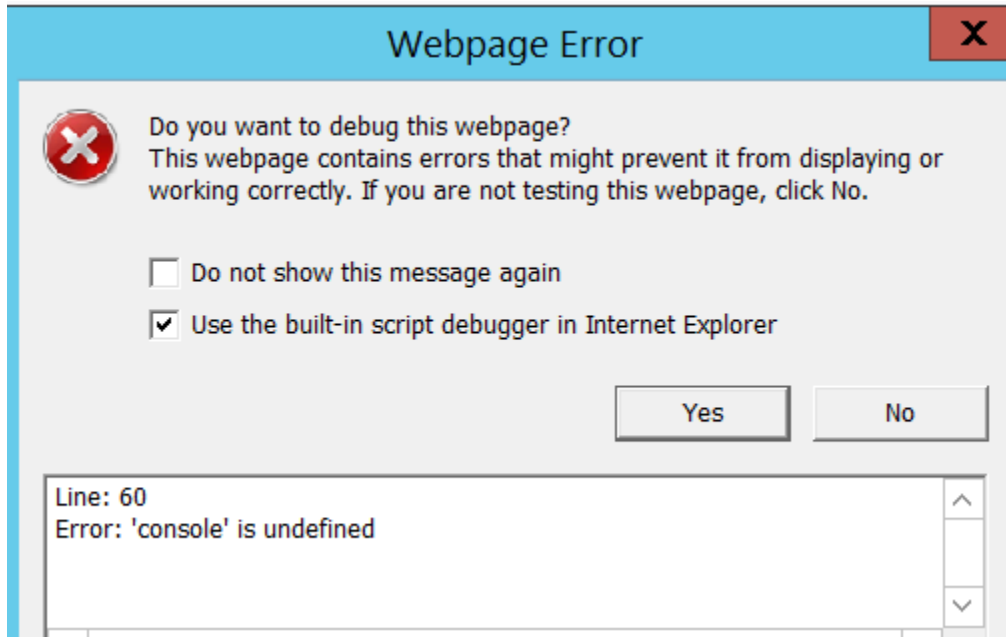 Webpage Error
X
Do you want to debug this webpage?
This webpage contains errors that might prevent it from displaying or
working correctly. If you are not testing this webpage, click No.
Do not show this message again
Use the built-in script debugger in Internet Explorer
Yes No
Line: 60
Error: 'console' is undefined